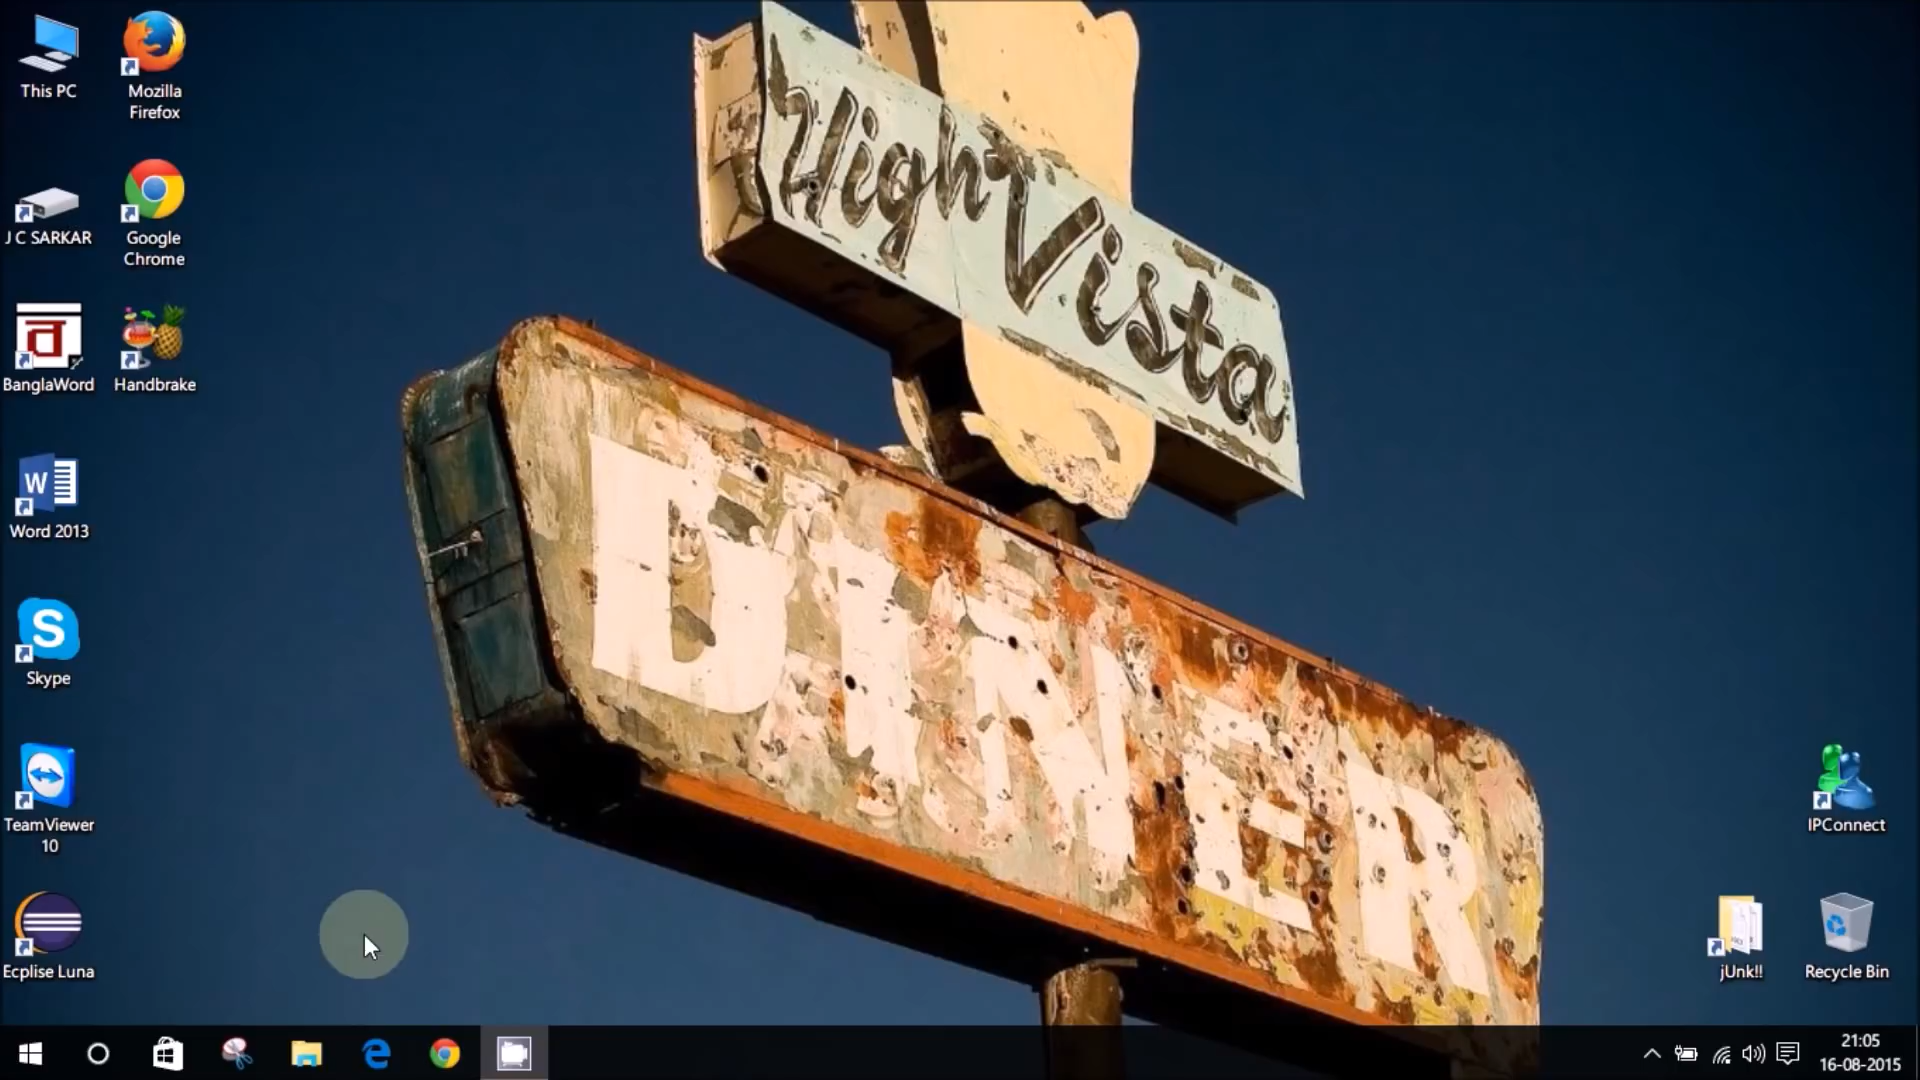 This PC
Mozilla
Firefox
J C SARKAR
Google
Chrome
BanglaWord
Handbrake
Word 2013
Skype
TeamViewer
10
Ecplise Luna
High Vista
DINER
IPConnect
jUnk!!
Recycle Bin
21:05
16-08-2015